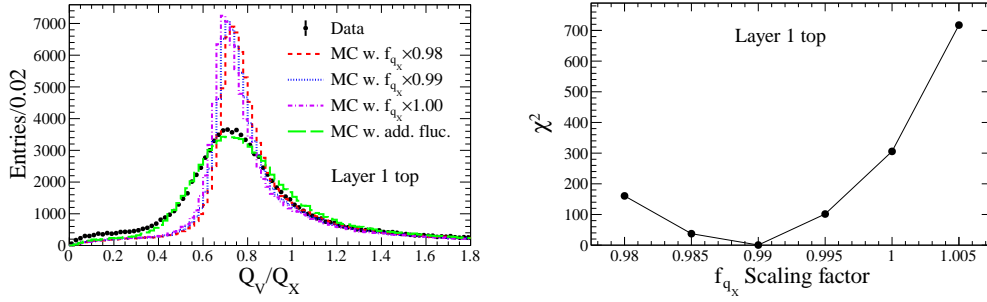 7000
6000
5000
4000
3000
2000
1000
0
Entries/0.02
Data
MC w. f_qX×0.98
MC w. f_qX×0.99
MC w. f_qX×1.00
MC w. add. fluc.
Layer 1 top
0 0.2 0.4 0.6 0.8 1 1.2 1.4 1.6 1.8
Q_V/Q_X
700
600
500
400
300
200
100
0
χ²
Layer 1 top
0.98 0.985 0.99 0.995 1 1.005
f_qX Scaling factor